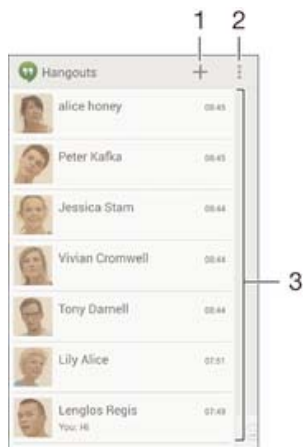 1 2
Hangouts
alice honey 08:45
Peter Kafka 08:45
Jessica Stam 08:44
Vivian Cromwell 08:44
3
Tony Darnell 08:44
Lily Alice 07:51
Lenglos Regis 07:49
You: Hi